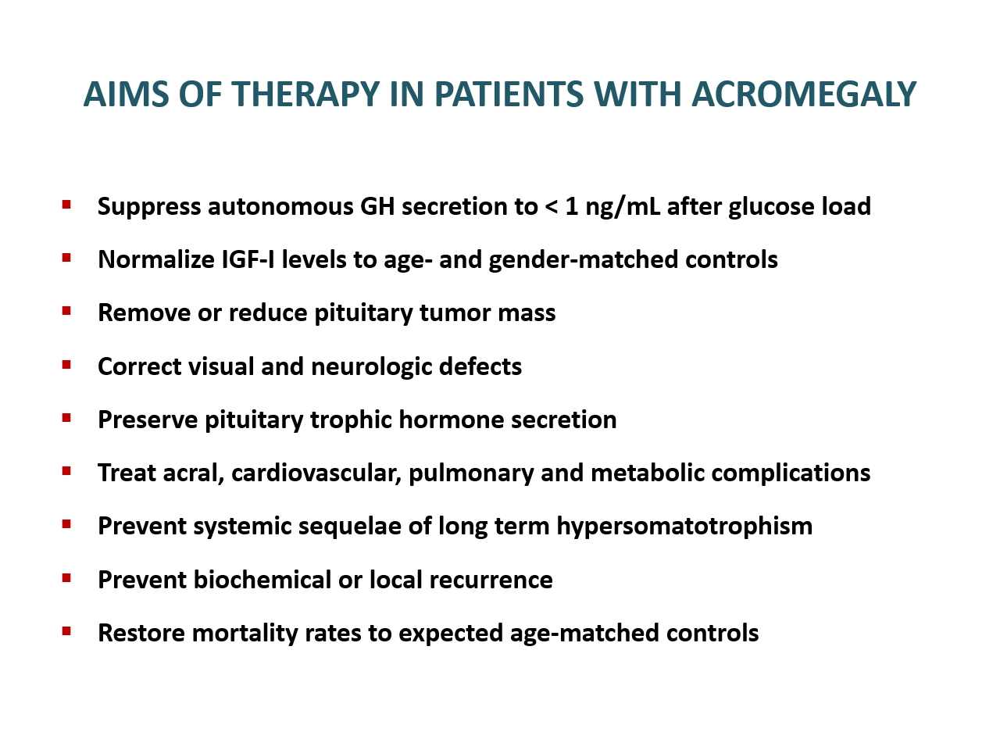 AIMS OF THERAPY IN PATIENTS WITH ACROMEGALY
▪ Suppress autonomous GH secretion to < 1 ng/mL after glucose load
▪ Normalize IGF-I levels to age- and gender-matched controls
▪ Remove or reduce pituitary tumor mass
▪ Correct visual and neurologic defects
▪ Preserve pituitary trophic hormone secretion
▪ Treat acral, cardiovascular, pulmonary and metabolic complications
▪ Prevent systemic sequelae of long term hypersomatotrophism
▪ Prevent biochemical or local recurrence
▪ Restore mortality rates to expected age-matched controls